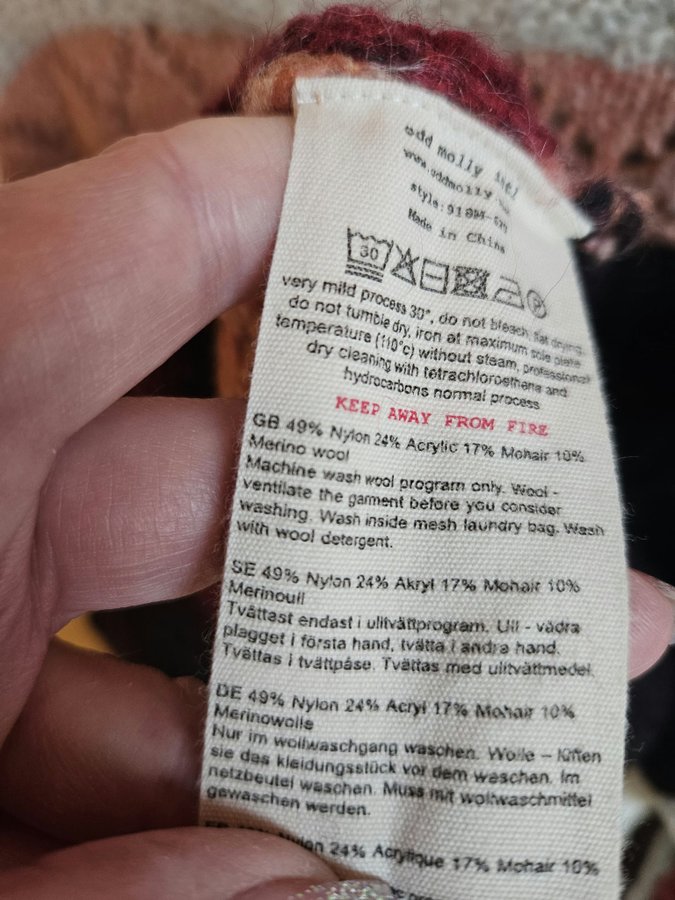 odd molly int
www.oddmolly
style:918M-
Made in China
30 P
very mild process 30°, do not bleach, flat drying,
do not tumble dry, iron at maximum sole plate
temperature (110°c) without steam, professional
dry cleaning with tetrachloroethene and
hydrocarbons normal process
KEEP AWAY FROM FIRE
GB 49% Nylon 24% Acrylic 17% Mohair 10%
Merino wool
Machine wash wool program only. Wool -
ventilate the garment before you consider
washing. Wash inside mesh laundry bag. Wash
with wool detergent.
SE 49% Nylon 24% Akryl 17% Mohair 10%
Merinoull
Tvättast endast i ulltvättprogram. Ull - vädra
plagget i första hand, tvätta i andra hand.
Tvättas i tvättpåse. Tvättas med ulltvättmedel.
DE 49% Nylon 24% Acryl 17% Mohair 10%
Merinowolle
Nur im wollwaschgang waschen. Wolle – lüften
sie das kleidungsstück vor dem waschen. Im
netzbeutel waschen. Muss mit wollwaschmittel
gewaschen werden.
Nylon 24% Acrylique 17% Mohair 10%